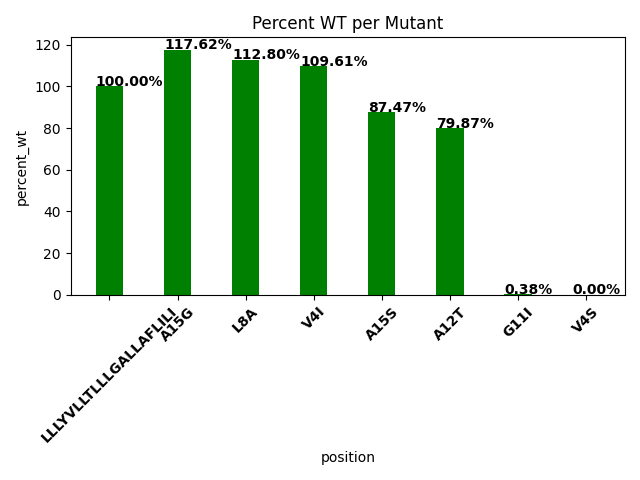 Percent WT per Mutant
percent_wt
120
100
80
60
40
20
0
100.00%
117.62%
112.80%
109.61%
87.47%
79.87%
0.38%
0.00%
LLLYVLLTLLLGALLAFLILI
A15G
L8A
V4I
A15S
A12T
G11I
V4S
position